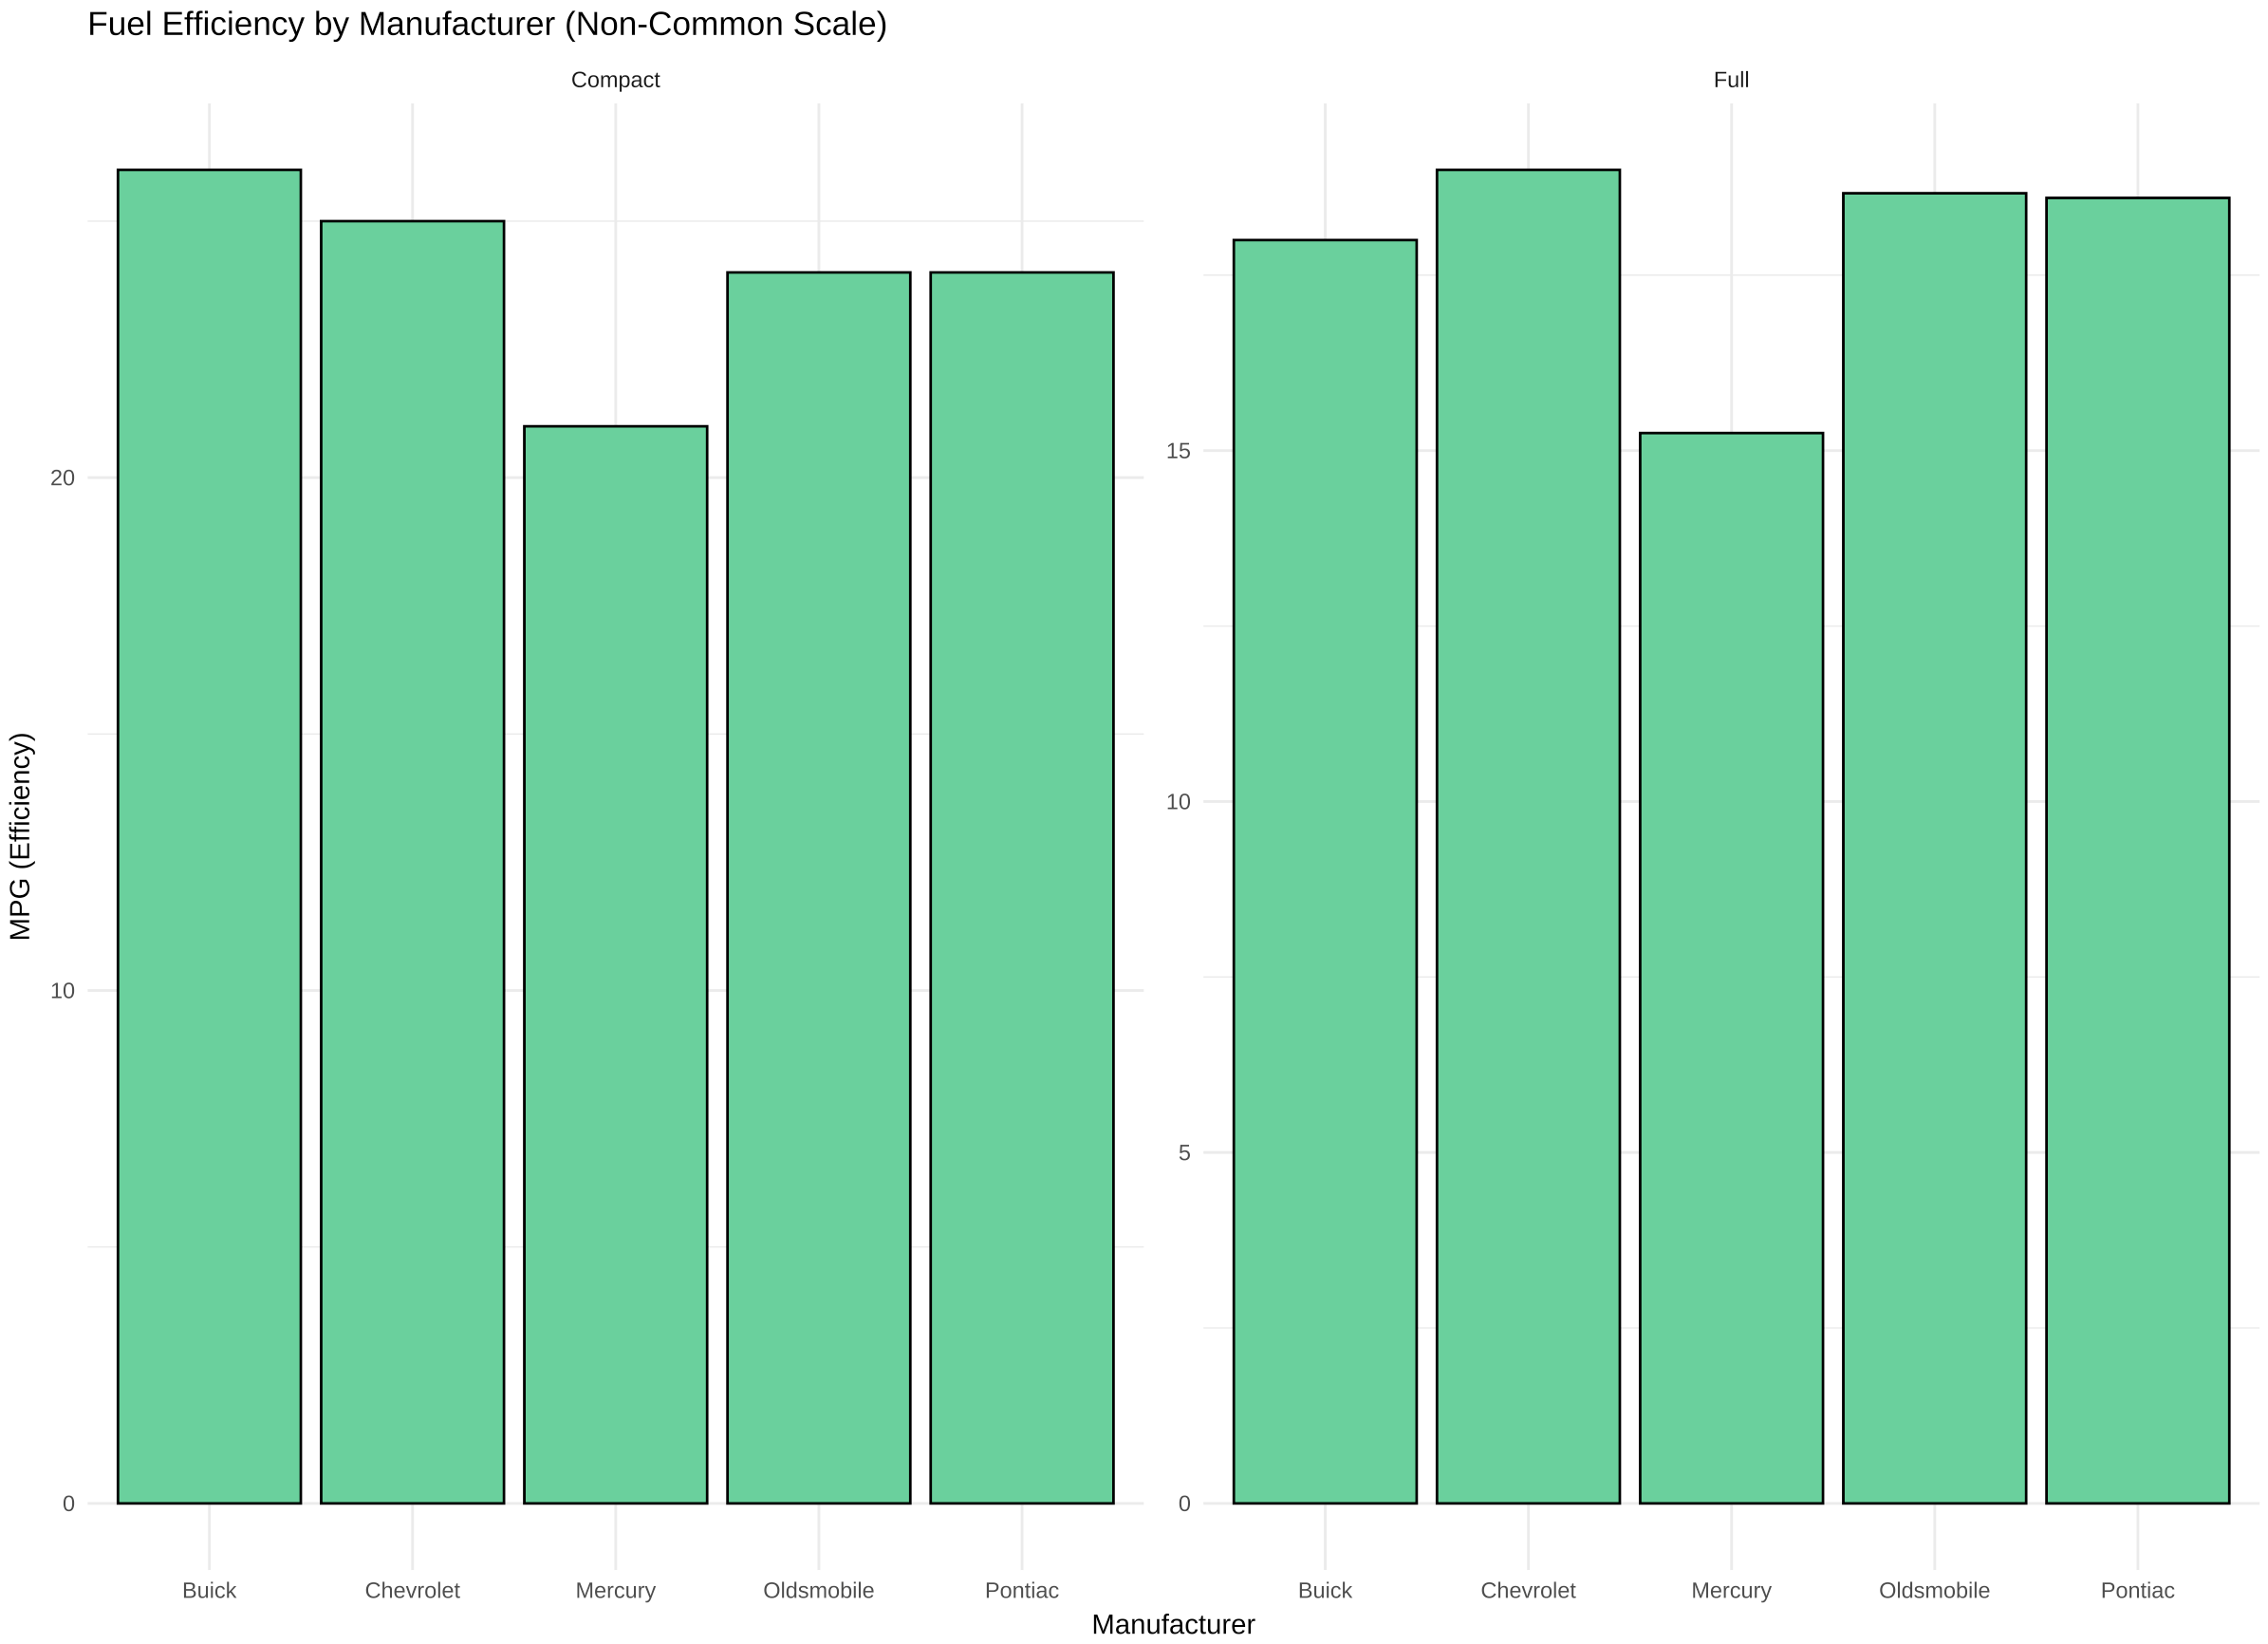 Fuel Efficiency by Manufacturer (Non-Common Scale)
Compact
Full
MPG (Efficiency)
20
10
0
15
10
5
0
Buick Chevrolet Mercury Oldsmobile Pontiac
Buick Chevrolet Mercury Oldsmobile Pontiac
Manufacturer